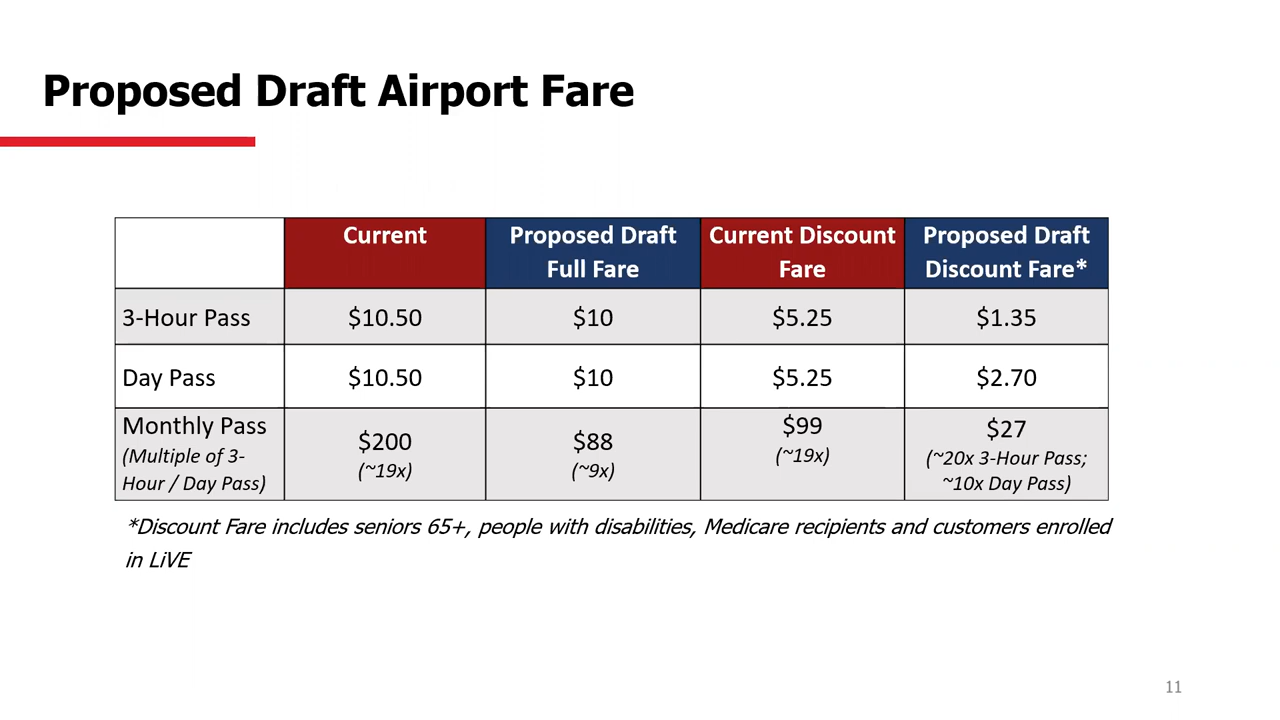 Proposed Draft Airport Fare
Current
Proposed Draft
Full Fare
Current Discount
Fare
Proposed Draft
Discount Fare*
3-Hour Pass
$10.50
$10
$5.25
$1.35
Day Pass
$10.50
$10
$5.25
$2.70
Monthly Pass
(Multiple of 3-
Hour / Day Pass)
$200
(~19x)
$88
(~9x)
$99
(~19x)
$27
(~20x 3-Hour Pass;
~10x Day Pass)
*Discount Fare includes seniors 65+, people with disabilities, Medicare recipients and customers enrolled
in LiVE
11